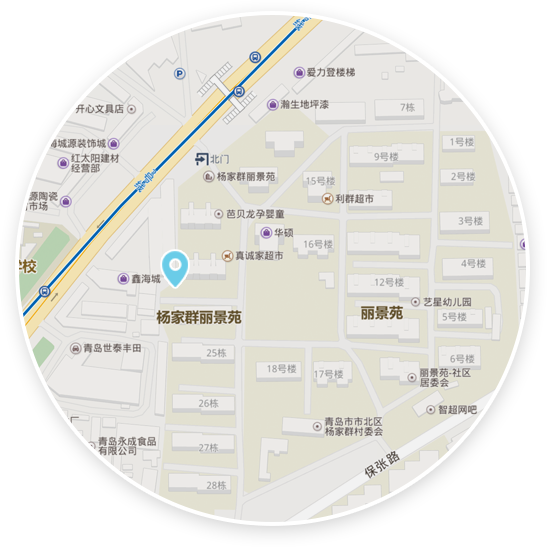 爱力登楼梯
P
瀚生地坪漆
开心文具店
7栋
海城源装饰城
1号楼
红太阳建材
经营部
北门
9号楼
杨家群丽景苑
15号楼
2号楼
源陶瓷
市场
利群超市
芭贝龙孕婴童
3号楼
华硕
16号楼
真诚家超市
学校
4号楼
鑫海城
12号楼
艺星幼儿园
杨家群丽景苑
丽景苑
5号楼
青岛世泰丰田
25栋
6号楼
18号楼
17号楼
丽景苑-社区
居委会
26栋
智超网吧
青岛市市北区
杨家群村委会
青岛永成食品
有限公司
27栋
保张路
28栋